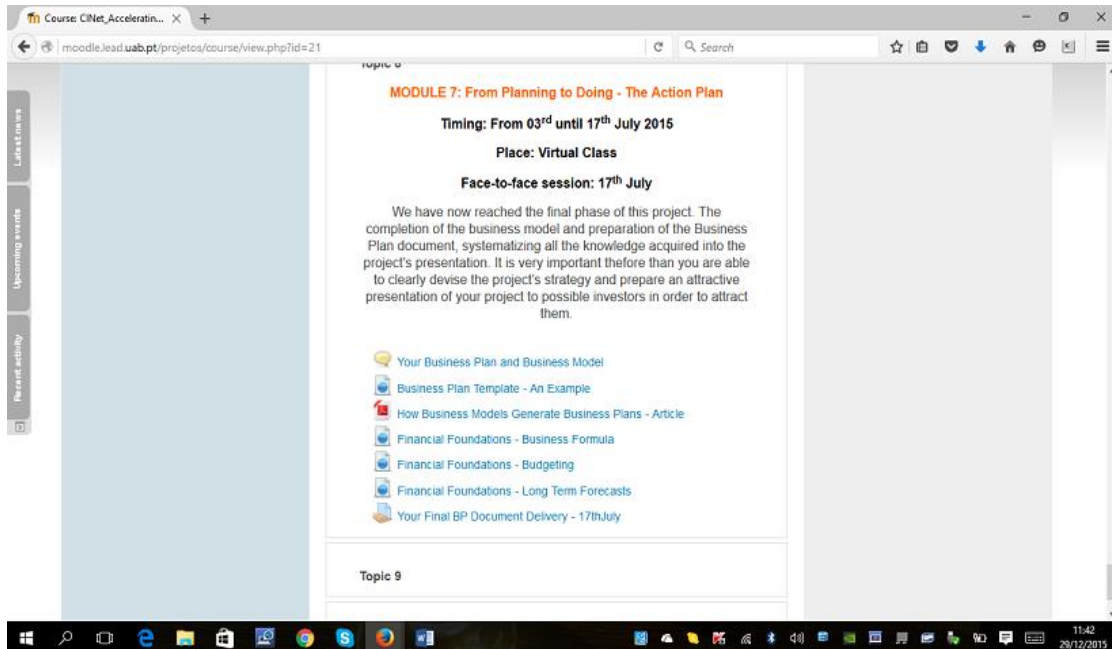 Course: CINet_Acceleratin...
moodle.lead.uab.pt/projetos/course/view.php?id=21
Search
Latest news
Upcoming events
Recent activity
Topic 8
MODULE 7: From Planning to Doing - The Action Plan
Timing: From 03rd until 17th July 2015
Place: Virtual Class
Face-to-face session: 17th July
We have now reached the final phase of this project. The
completion of the business model and preparation of the Business
Plan document, systematizing all the knowledge acquired into the
project's presentation. It is very important thefore than you are able
to clearly devise the project's strategy and prepare an attractive
presentation of your project to possible investors in order to attract
them.
Your Business Plan and Business Model
Business Plan Template - An Example
How Business Models Generate Business Plans - Article
Financial Foundations - Business Formula
Financial Foundations - Budgeting
Financial Foundations - Long Term Forecasts
Your Final BP Document Delivery - 17thJuly
Topic 9
11:42
29/12/2015